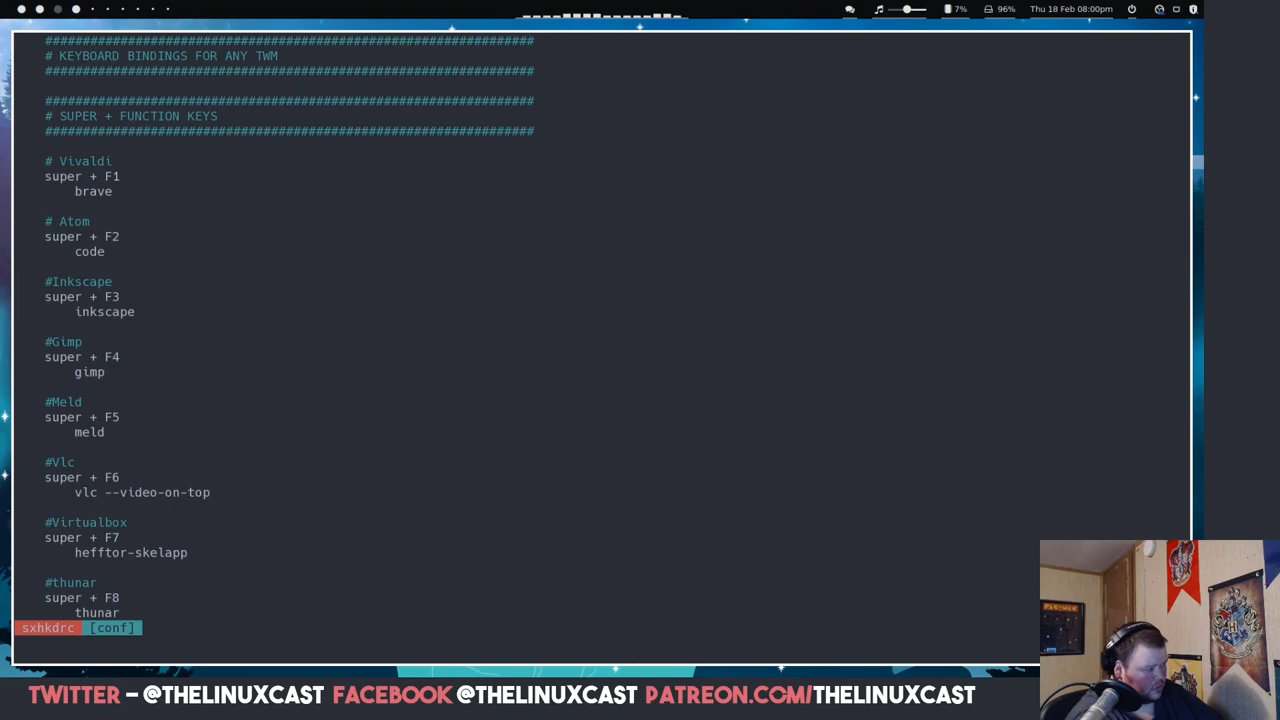 7% 96% Thu 18 Feb 08:00pm
#################################################################
# KEYBOARD BINDINGS FOR ANY TWM
#################################################################
#################################################################
# SUPER + FUNCTION KEYS
#################################################################
# Vivaldi
super + F1
brave
# Atom
super + F2
code
#Inkscape
super + F3
inkscape
#Gimp
super + F4
gimp
#Meld
super + F5
meld
#Vlc
super + F6
vlc --video-on-top
#Virtualbox
super + F7
hefftor-skelapp
#thunar
super + F8
thunar
sxhkdrc [conf]
PAC-MAN
TWITTER – @THELINUXCAST FACEBOOK @THELINUXCAST PATREON.COM/THELINUXCAST